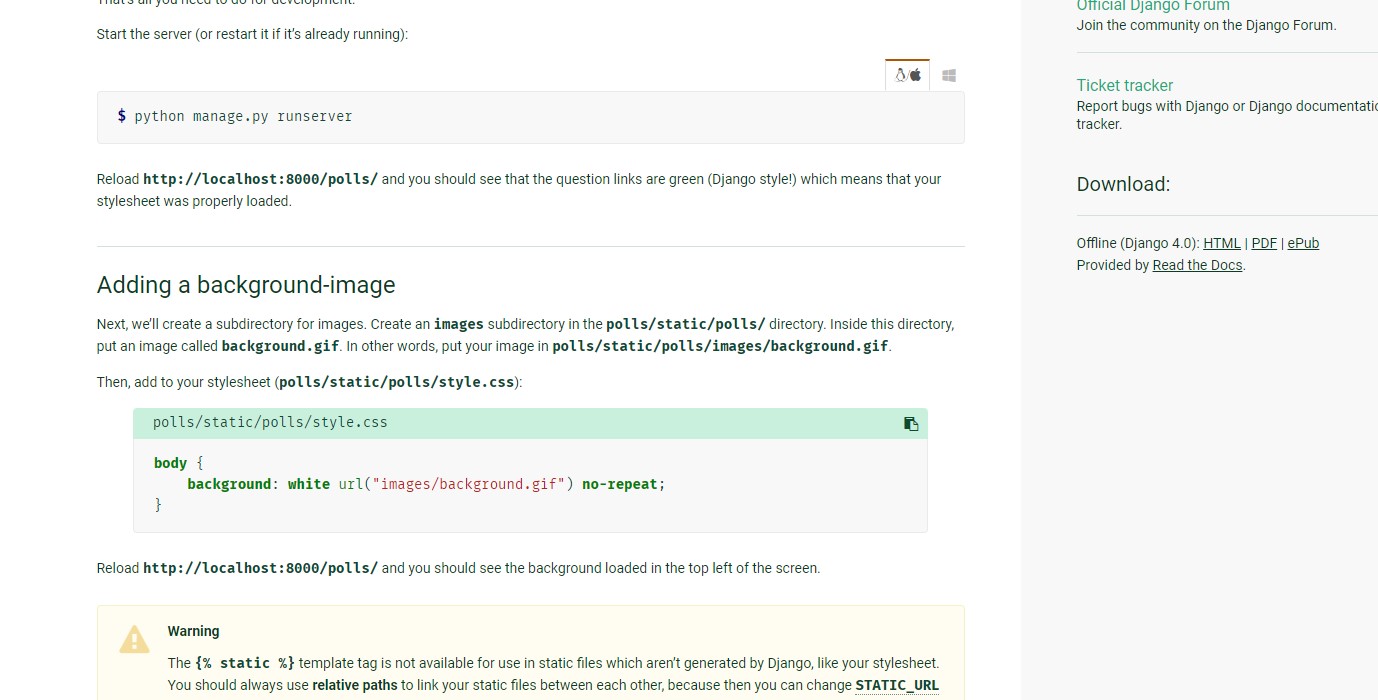 That's all you need to do for development.
Start the server (or restart it if it's already running):
$ python manage.py runserver
Reload http://localhost:8000/polls/ and you should see that the question links are green (Django style!) which means that your
stylesheet was properly loaded.
Adding a background-image
Next, we'll create a subdirectory for images. Create an images subdirectory in the polls/static/polls/ directory. Inside this directory,
put an image called background.gif. In other words, put your image in polls/static/polls/images/background.gif.
Then, add to your stylesheet (polls/static/polls/style.css):
polls/static/polls/style.css
body {
    background: white url("images/background.gif") no-repeat;
}
Reload http://localhost:8000/polls/ and you should see the background loaded in the top left of the screen.
Warning
The {% static %} template tag is not available for use in static files which aren't generated by Django, like your stylesheet.
You should always use relative paths to link your static files between each other, because then you can change STATIC_URL
Official Django Forum
Join the community on the Django Forum.
Ticket tracker
Report bugs with Django or Django documentatio
tracker.
Download:
Offline (Django 4.0): HTML | PDF | ePub
Provided by Read the Docs.